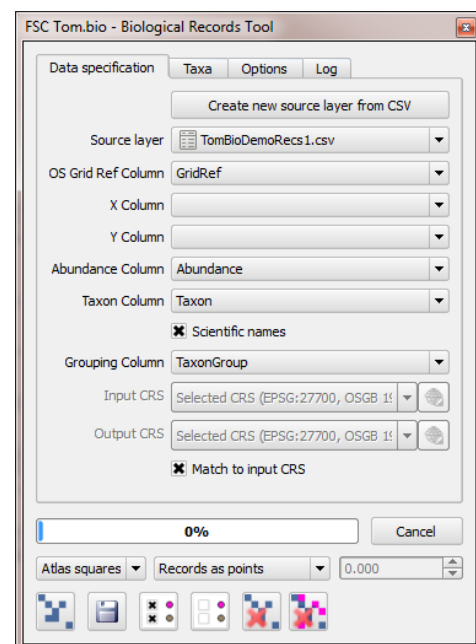 FSC Tom.bio - Biological Records Tool
Data specification Taxa Options Log
Create new source layer from CSV
Source layer TomBioDemoRecs1.csv
OS Grid Ref Column GridRef
X Column
Y Column
Abundance Column Abundance
Taxon Column Taxon
Scientific names
Grouping Column TaxonGroup
Input CRS Selected CRS (EPSG:27700, OSGB 19
Output CRS Selected CRS (EPSG:27700, OSGB 19
Match to input CRS
0% Cancel
Atlas squares Records as points 0.000